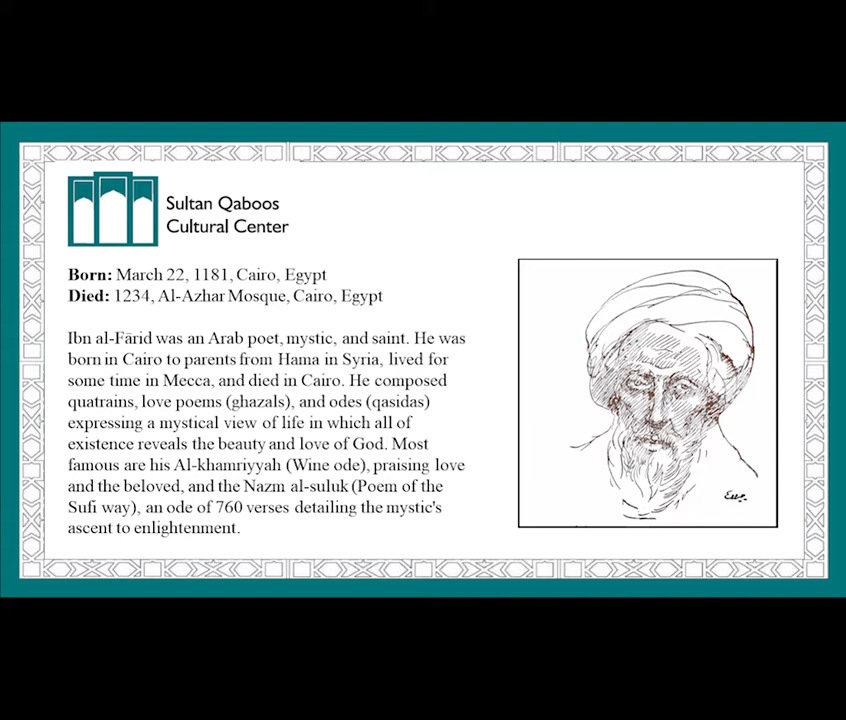 Sultan Qaboos
Cultural Center
Born: March 22, 1181, Cairo, Egypt
Died: 1234, Al-Azhar Mosque, Cairo, Egypt
Ibn al-Fārid was an Arab poet, mystic, and saint. He was
born in Cairo to parents from Hama in Syria, lived for
some time in Mecca, and died in Cairo. He composed
quatrains, love poems (ghazals), and odes (qasidas)
expressing a mystical view of life in which all of
existence reveals the beauty and love of God. Most
famous are his Al-khamriyyah (Wine ode), praising love
and the beloved, and the Nazm al-suluk (Poem of the
Sufi way), an ode of 760 verses detailing the mystic's
ascent to enlightenment.